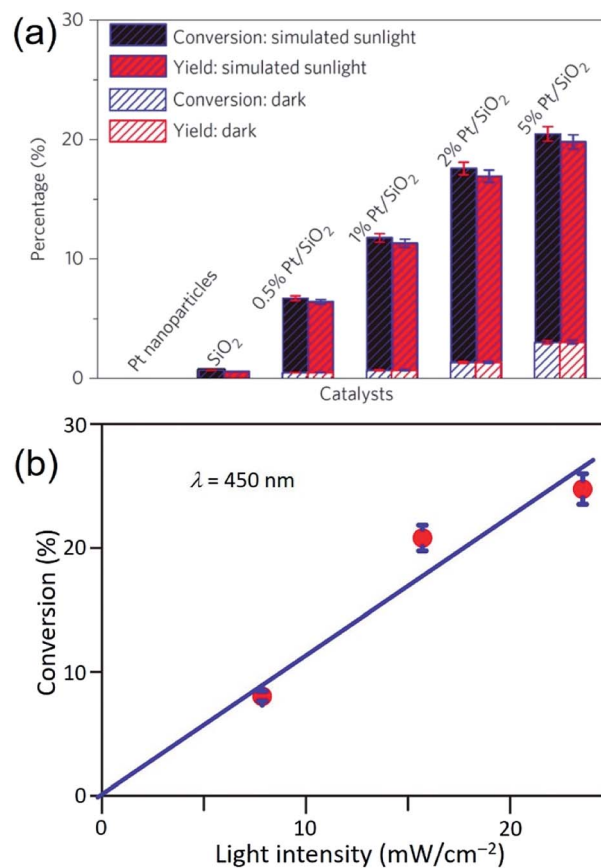 (a)
30
20
10
0
Percentage (%)
Conversion: simulated sunlight
Yield: simulated sunlight
Conversion: dark
Yield: dark
Pt nanoparticles
SiO₂
0.5% Pt/SiO₂
1% Pt/SiO₂
2% Pt/SiO₂
5% Pt/SiO₂
Catalysts
(b)
30
20
10
0
Conversion (%)
λ = 450 nm
0
10
20
Light intensity (mW/cm⁻²)